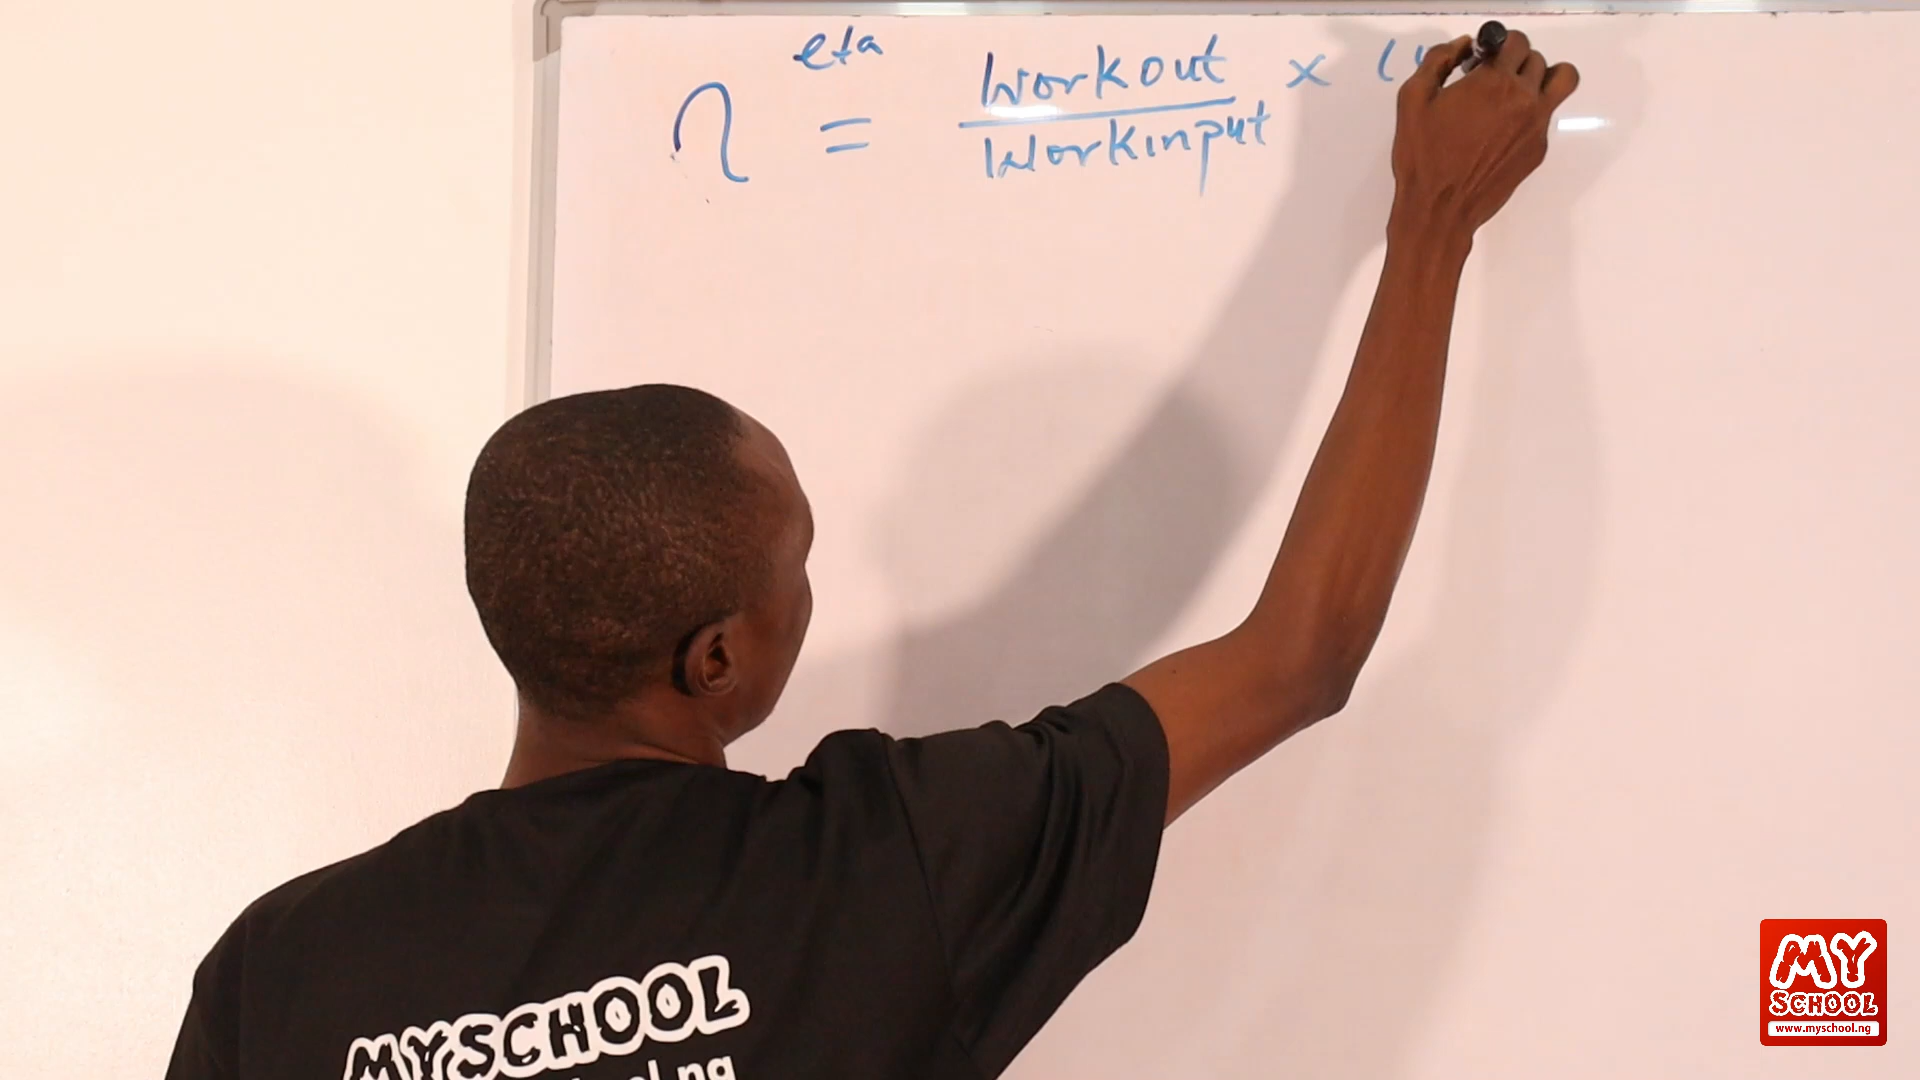 eta
η = Workout / Workinput ×
MYSCHOOL
MY
SCHOOL
www.myschool.ng